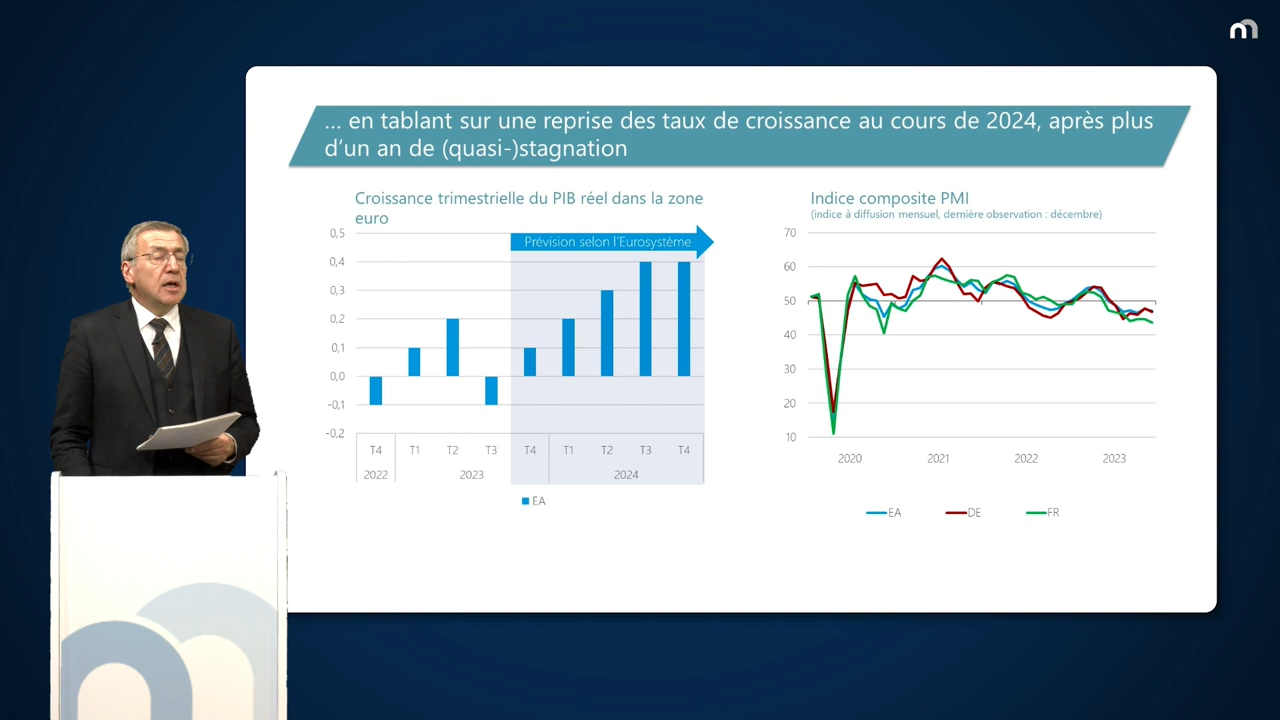 … en tablant sur une reprise des taux de croissance au cours de 2024, après plus
d'un an de (quasi-)stagnation
Croissance trimestrielle du PIB réel dans la zone
euro
0,5
0,4
0,3
0,2
0,1
0,0
-0,1
-0,2
Prévision selon l'Eurosystème
T4 T1 T2 T3 T4 T1 T2 T3 T4
2022 2023 2024
EA
Indice composite PMI
(indice à diffusion mensuel, dernière observation : décembre)
70
60
50
40
30
20
10
2020 2021 2022 2023
EA DE FR